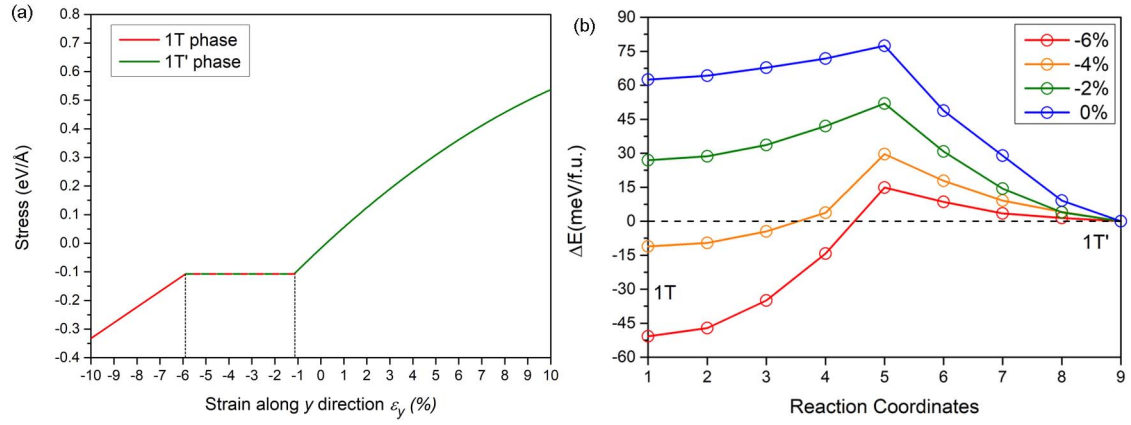 (a)
0.8
0.7
0.6
0.5
0.4
0.3
0.2
0.1
0.0
-0.1
-0.2
-0.3
-0.4
Stress (eV/Å)
1T phase
1T' phase
-10 -9 -8 -7 -6 -5 -4 -3 -2 -1 0 1 2 3 4 5 6 7 8 9 10
Strain along y direction εy (%)
(b)
90
75
60
45
30
15
0
-15
-30
-45
-60
ΔE(meV/f.u.)
-6%
-4%
-2%
0%
1T'
1T
1 2 3 4 5 6 7 8 9
Reaction Coordinates